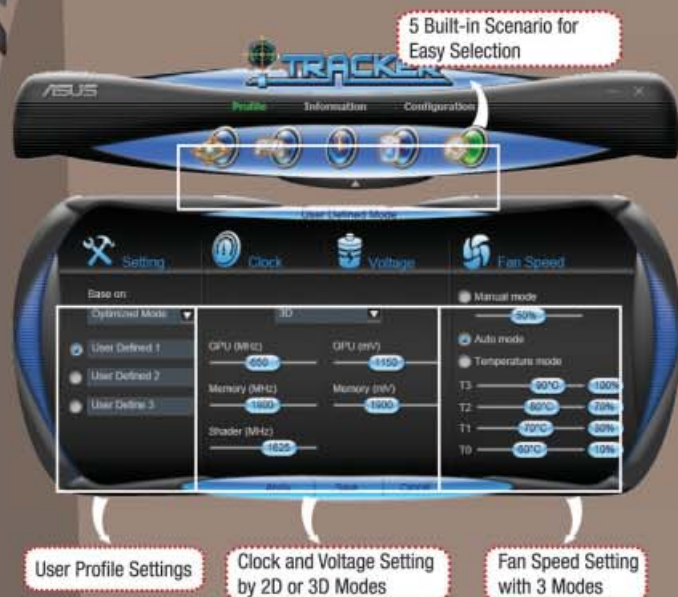 5 Built-in Scenario for
Easy Selection
TRACKER
ASUS
Profile Information Configuration
User Defined Mode
Setting Clock Voltage Fan Speed
Base on:
Optimized Mode 3D
Manual mode
50%
User Defined 1
GPU (MHz) GPU (mV)
Auto mode
650 1150
User Defined 2
Temperature mode
Memory (MHz) Memory (mV)
T3 90°C 100%
User Define 3
1900 1900
T2 80°C 70%
Shader (MHz)
T1 70°C 30%
1625
T0 60°C 10%
Apply Save Cancel
User Profile Settings
Clock and Voltage Setting
by 2D or 3D Modes
Fan Speed Setting
with 3 Modes